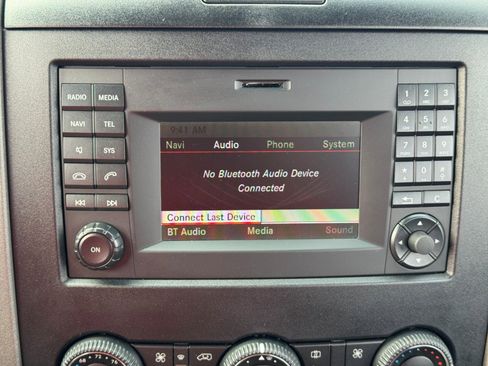 RADIO MEDIA
NAVI TEL
SYS
ON
9:41 AM
Navi Audio Phone System
No Bluetooth Audio Device
Connected
Connect Last Device
BT Audio Media Sound
1 2 3
4 5 6
7 8 9
* 0 #
C